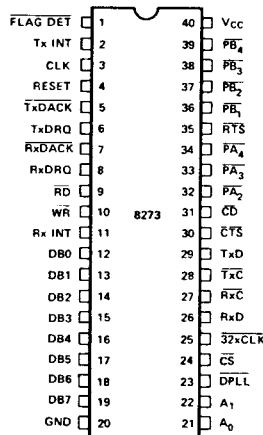 FLAG DET 1 40 VCC
Tx INT 2 39 PB4
CLK 3 38 PB3
RESET 4 37 PB2
TxDACK 5 36 PB1
TxDRQ 6 35 RTS
RxDACK 7 34 PA4
RxDRQ 8 33 PA3
RD 9 32 PA2
WR 10 8273 31 CD
Rx INT 11 30 CTS
DB0 12 29 TxD
DB1 13 28 TxC
DB2 14 27 RxC
DB3 15 26 RxD
DB4 16 25 32xCLK
DB5 17 24 CS
DB6 18 23 DPLL
DB7 19 22 A1
GND 20 21 A0